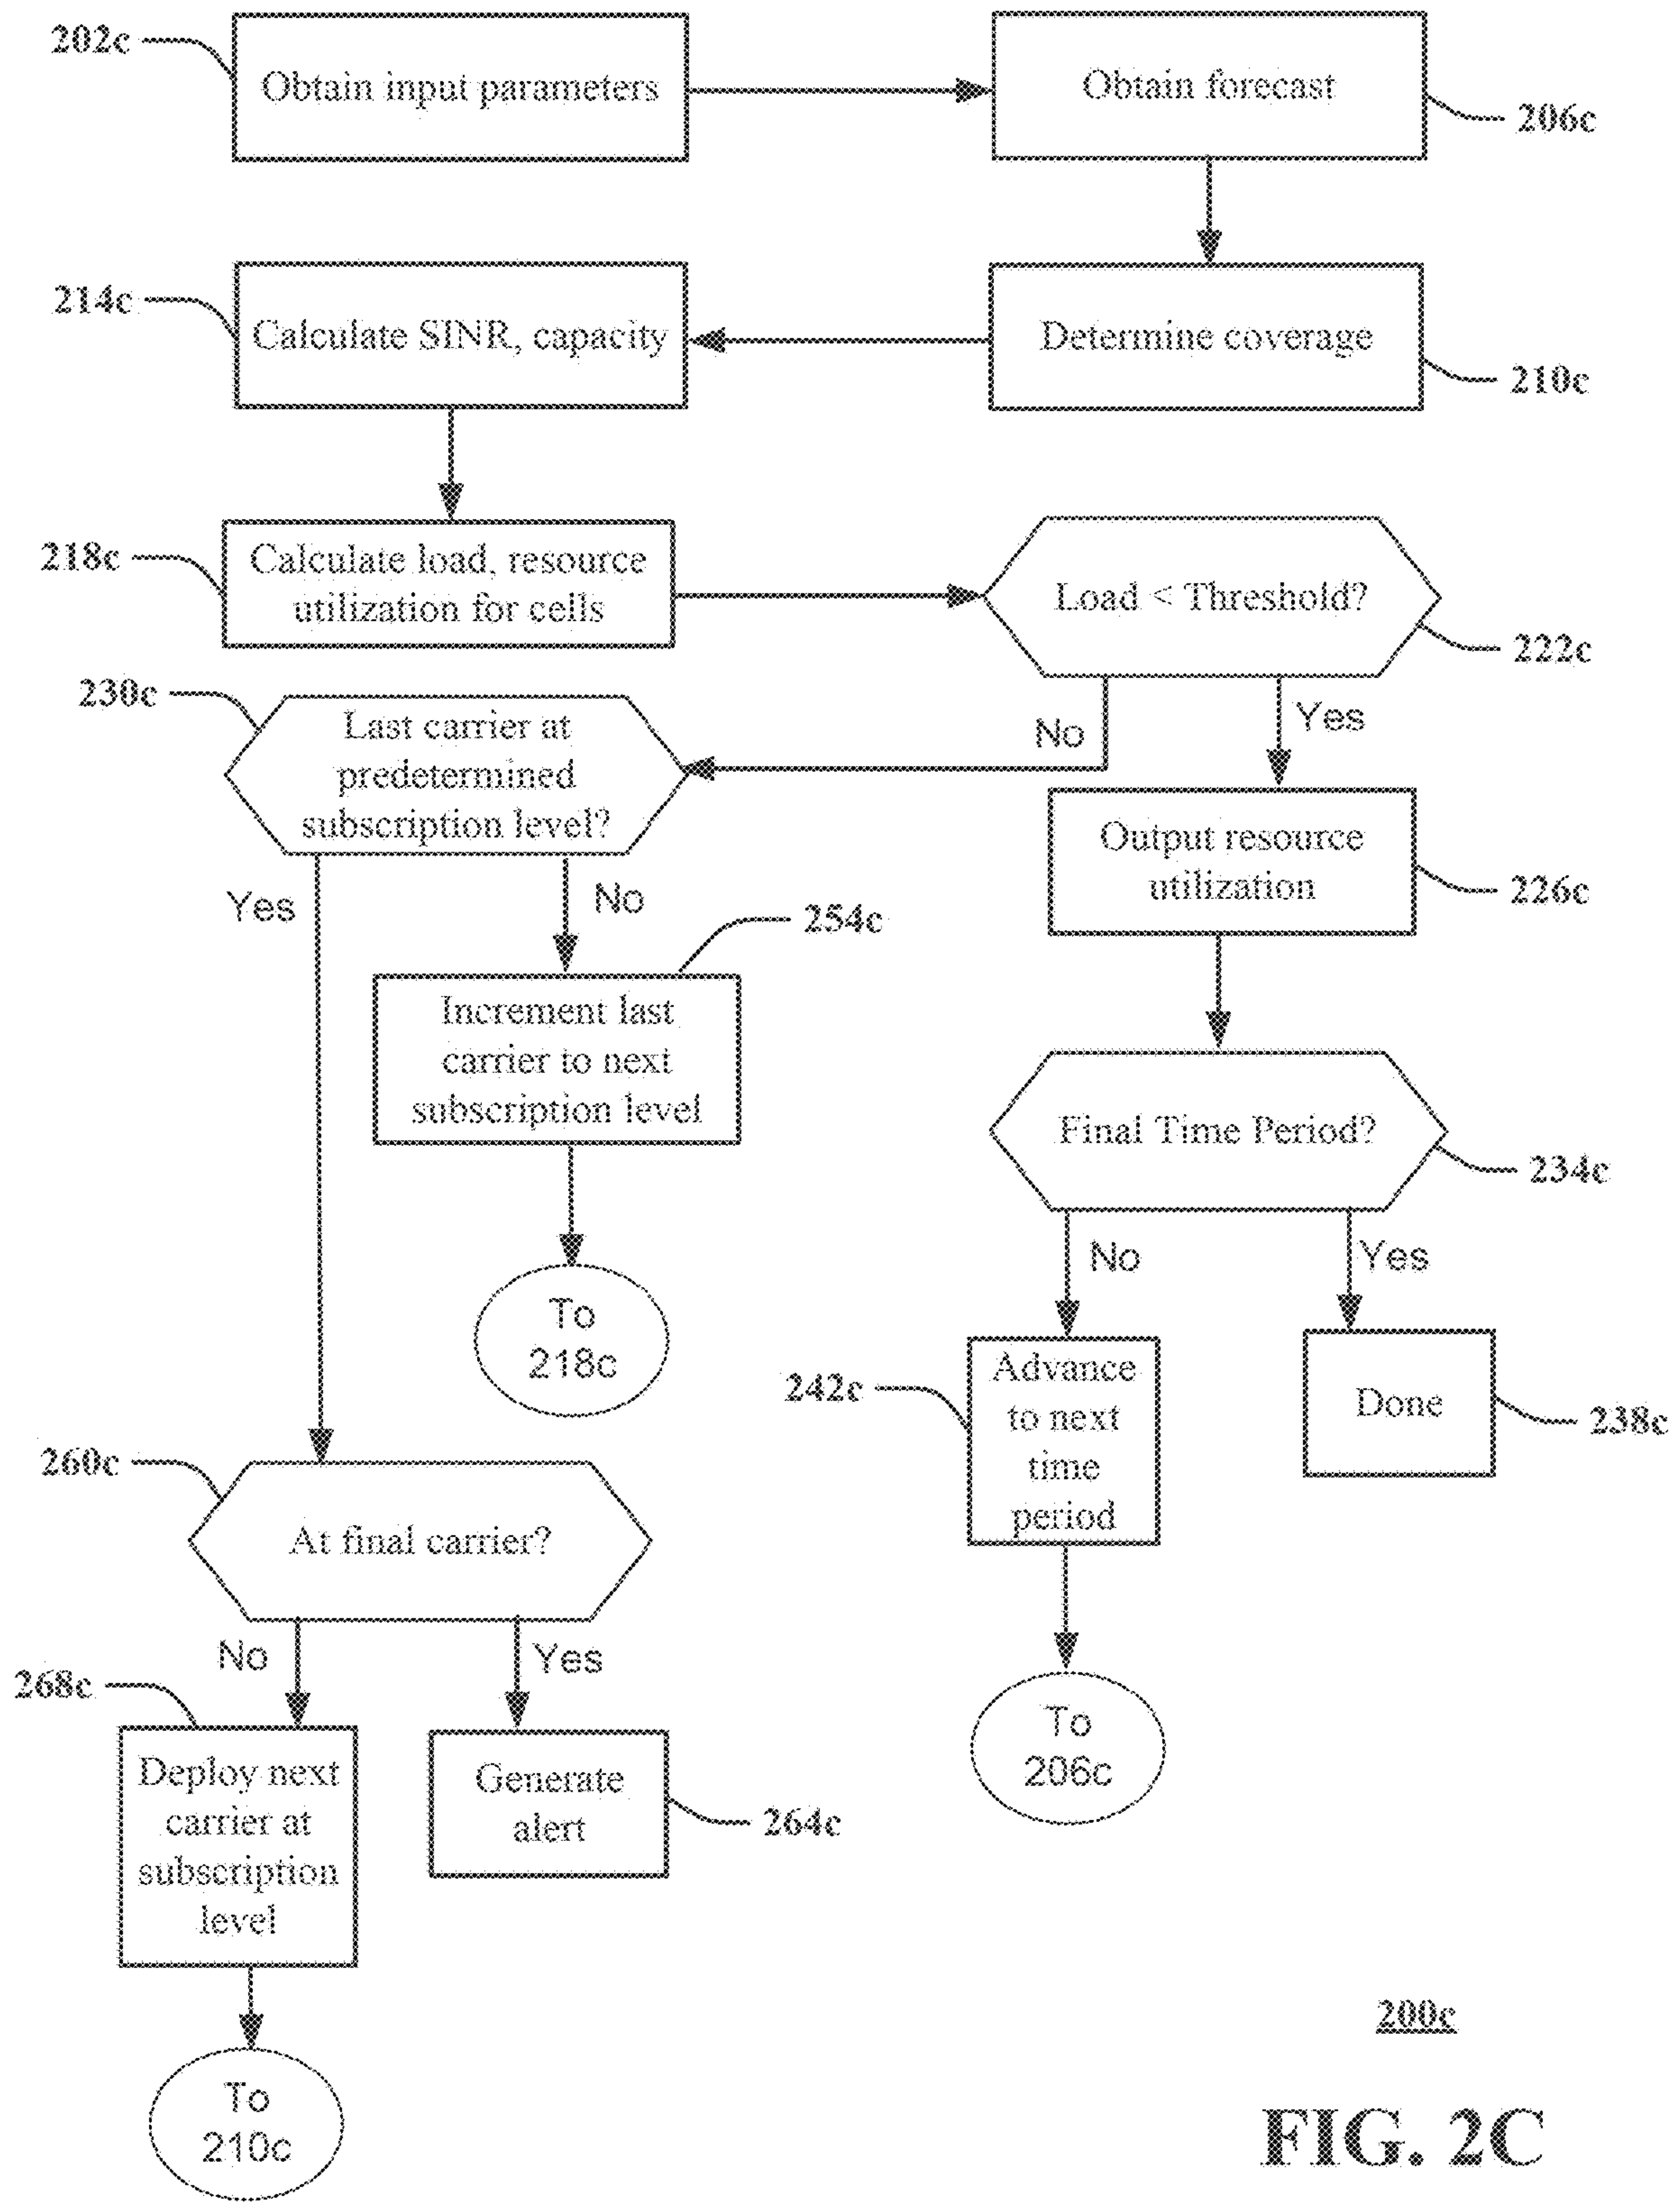 202c
Obtain input parameters
Obtain forecast
206c
214c
Calculate SINR, capacity
Determine coverage
210c
218c
Calculate load, resource
utilization for cells
Load < Threshold?
222c
230c
Last carrier at
predetermined
subscription level?
No
Yes
Output resource
utilization
226c
Yes
No
254c
Increment last
carrier to next
subscription level
Final Time Period?
234c
To
218c
No
Yes
242c
Advance
to next
time
period
Done
238c
260c
At final carrier?
No
Yes
268c
Deploy next
carrier at
subscription
level
Generate
alert
264c
To
206c
To
210c
200c
FIG. 2C